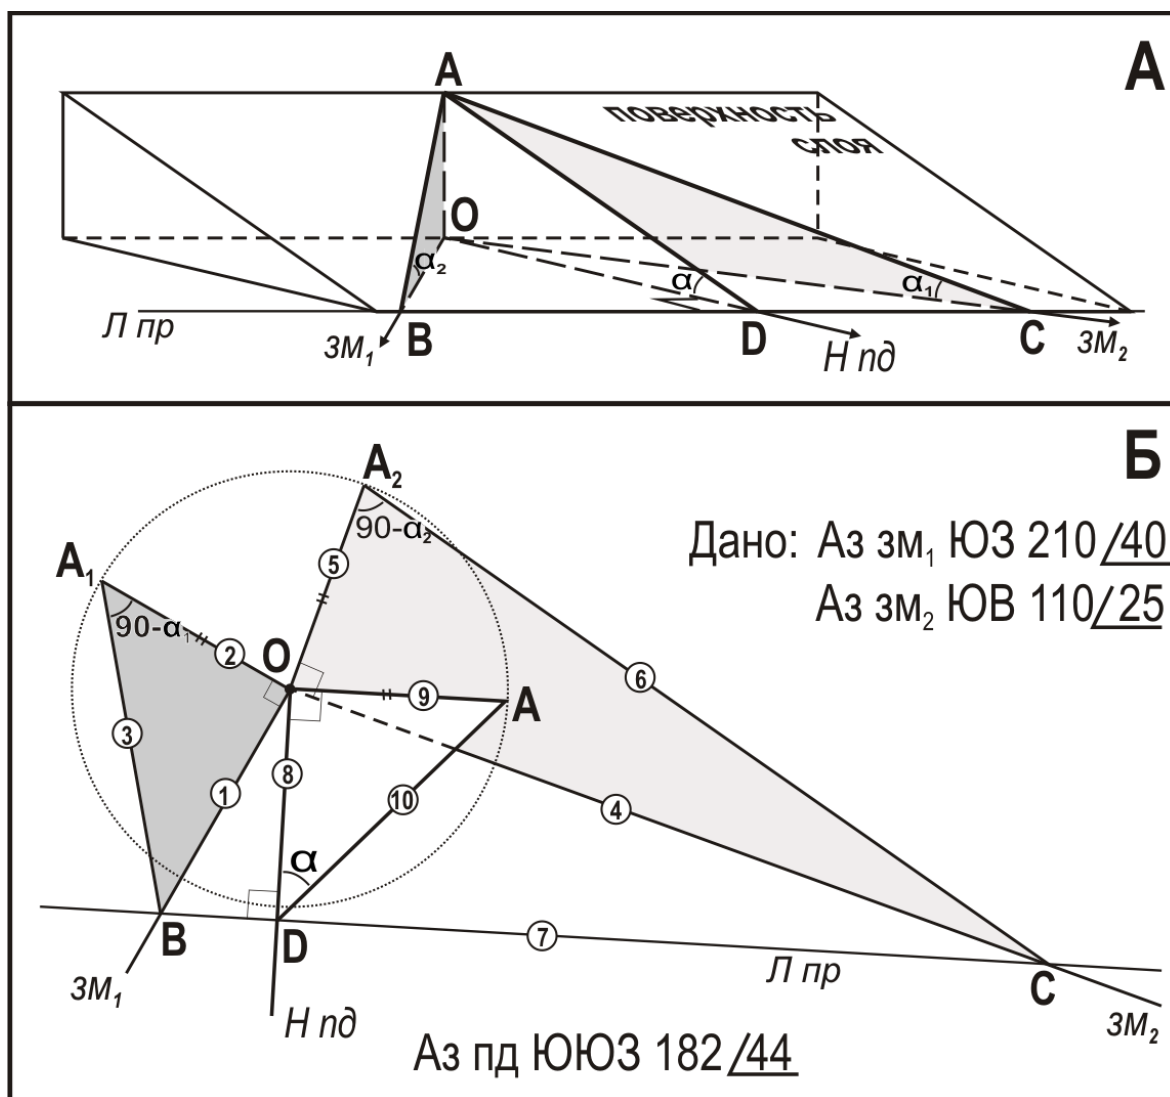 А
A
поверхность
слоя
O
α₂
α
α₁
Л пр
зм₁
B
D
C
Н пд
зм₂
Б
A₂
90-α₂
Дано: Аз зм₁ ЮЗ 210 /40
Аз зм₂ ЮВ 110 /25
A₁
5
90-α₁
2
O
6
9
A
3
8
1
10
4
α
B
D
7
Л пр
C
зм₁
Н пд
зм₂
Аз пд ЮЮЗ 182 /44